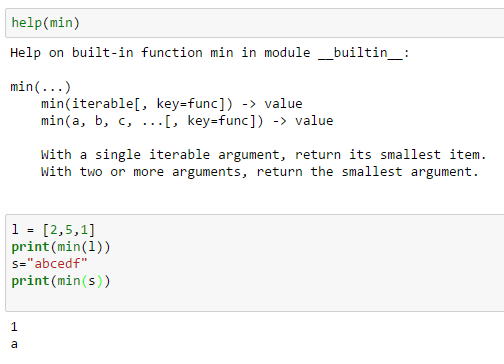 help(min)
Help on built-in function min in module __builtin__:
min(...)
min(iterable[, key=func]) -> value
min(a, b, c, ...[, key=func]) -> value
With a single iterable argument, return its smallest item.
With two or more arguments, return the smallest argument.
l = [2,5,1]
print(min(l))
s="abcedf"
print(min(s))
1
a